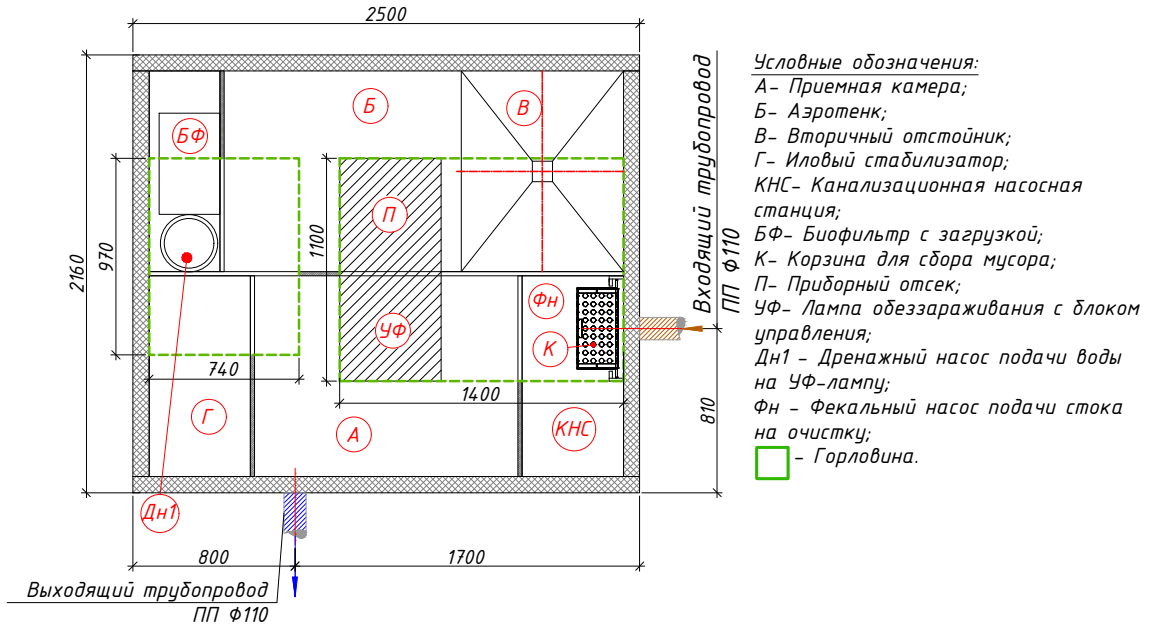 2500
Входящий трубопровод
ПП Ф110
Условные обозначения:
А- Приемная камера;
Б- Аэротенк;
В- Вторичный отстойник;
Г- Иловый стабилизатор;
КНС- Канализационная насосная
станция;
БФ- Биофильтр с загрузкой;
К- Корзина для сбора мусора;
П- Приборный отсек;
УФ- Лампа обеззараживания с блоком
управления;
Дн1 - Дренажный насос подачи воды
на УФ-лампу;
Фн - Фекальный насос подачи стока
на очистку;
- Горловина.
Б
В
БФ
П
970
1100
2160
Фн
УФ
К
740
1400
810
Г
А
КНС
Дн1
800
1700
Выходящий трубопровод
ПП Ф110